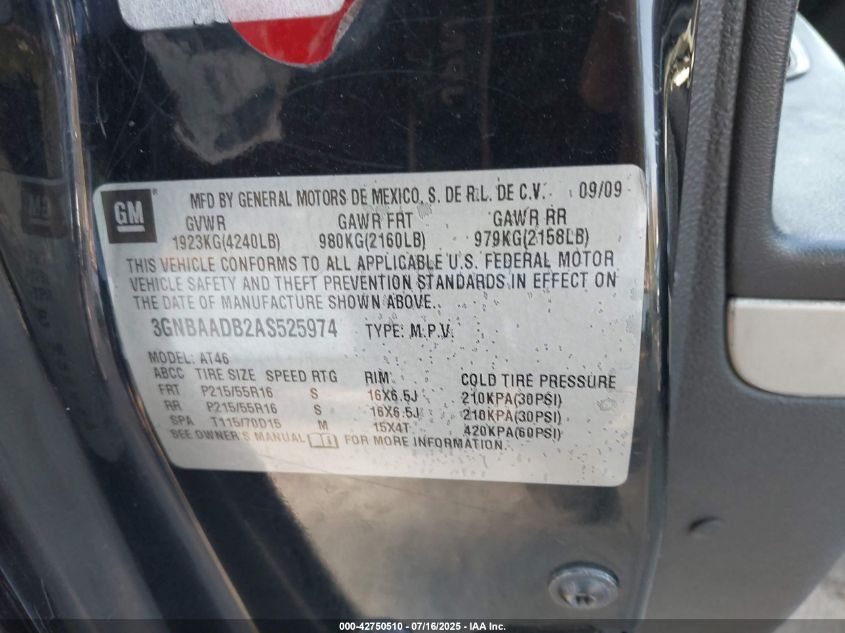 GM
MFD BY GENERAL MOTORS DE MEXICO, S. DE R.L. DE C.V. 09/09
GVWR GAWR FRT GAWR RR
1923KG(4240LB) 980KG(2160LB) 979KG(2158LB)
THIS VEHICLE CONFORMS TO ALL APPLICABLE U.S. FEDERAL MOTOR
VEHICLE SAFETY AND THEFT PREVENTION STANDARDS IN EFFECT ON
THE DATE OF MANUFACTURE SHOWN ABOVE.
3GNBAADB2AS525974 TYPE: M.P.V.
MODEL: AT46
ABCC TIRE SIZE SPEED RTG RIM COLD TIRE PRESSURE
FRT P215/55R16 S 16X6.5J 210KPA(30PSI)
RR P215/55R16 S 16X6.5J 210KPA(30PSI)
SPA T115/70D15 M 15X4T 420KPA(60PSI)
SEE OWNER'S MANUAL FOR MORE INFORMATION.
000-42750510 - 07/16/2025 - IAA Inc.